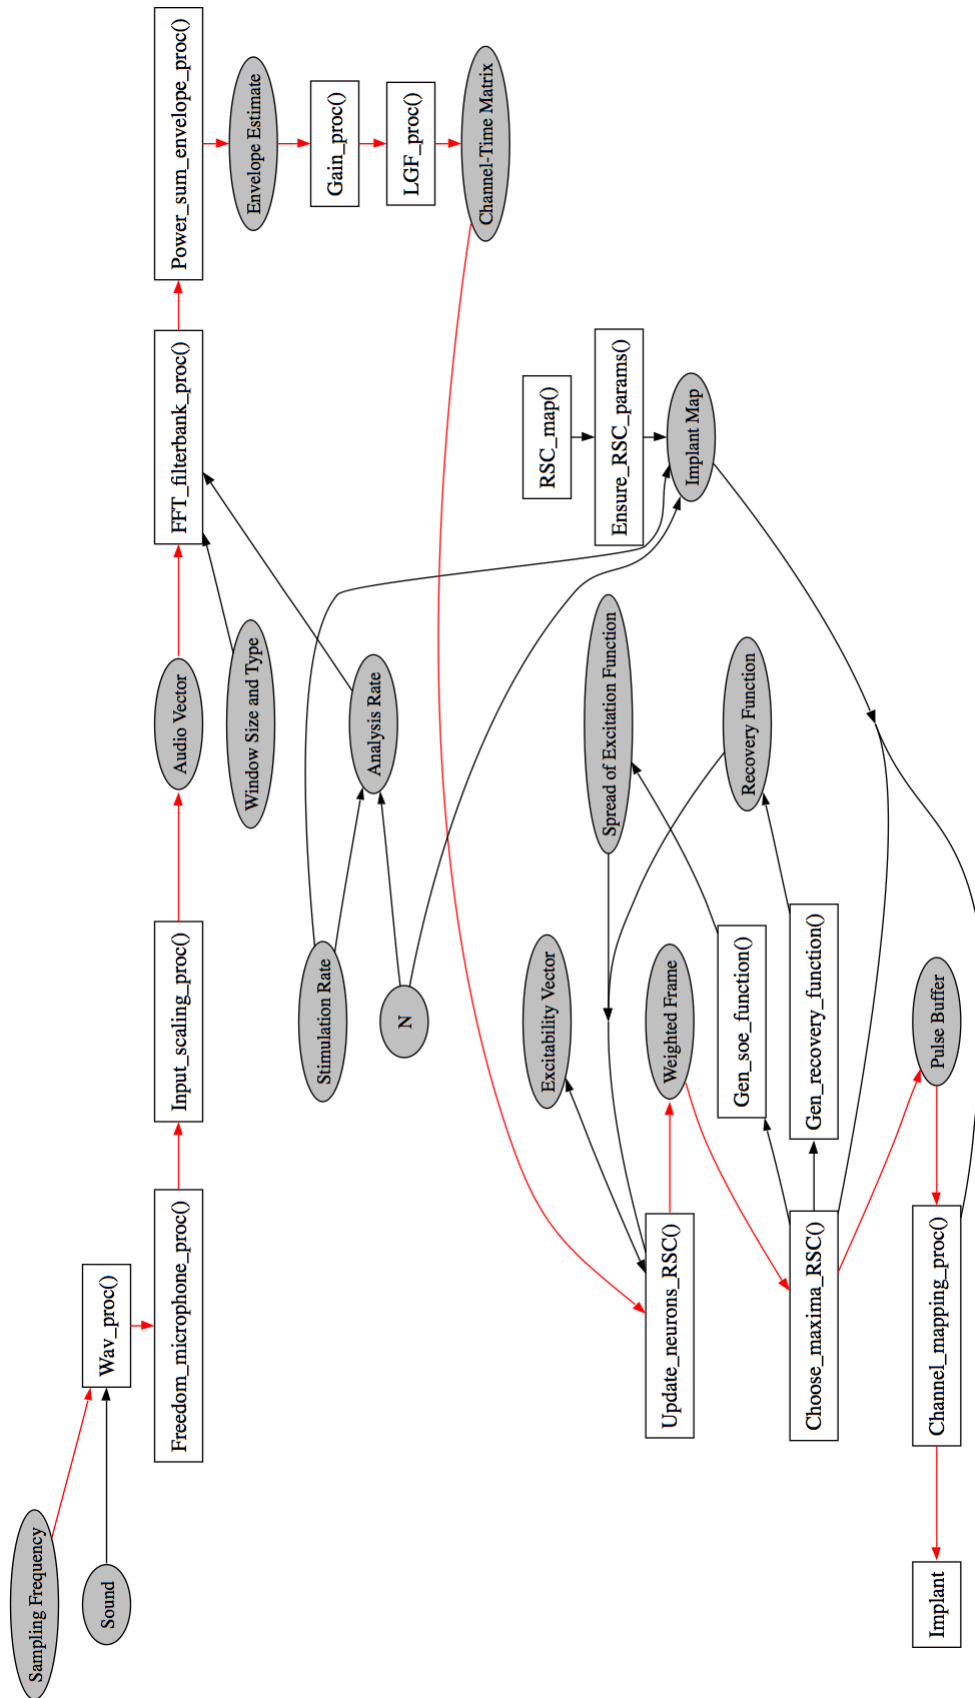 Sampling Frequency
Sound
Wav_proc()
Freedom_microphone_proc()
Input_scaling_proc()
Audio Vector
FFT_filterbank_proc()
Power_sum_envelope_proc()
Window Size and Type
Envelope Estimate
Stimulation Rate
Analysis Rate
Gain_proc()
N
LGF_proc()
Channel-Time Matrix
Excitability Vector
RSC_map()
Spread of Excitation Function
Ensure_RSC_params()
Update_neurons_RSC()
Weighted Frame
Implant Map
Gen_soe_function()
Recovery Function
Choose_maxima_RSC()
Gen_recovery_function()
Implant
Channel_mapping_proc()
Pulse Buffer